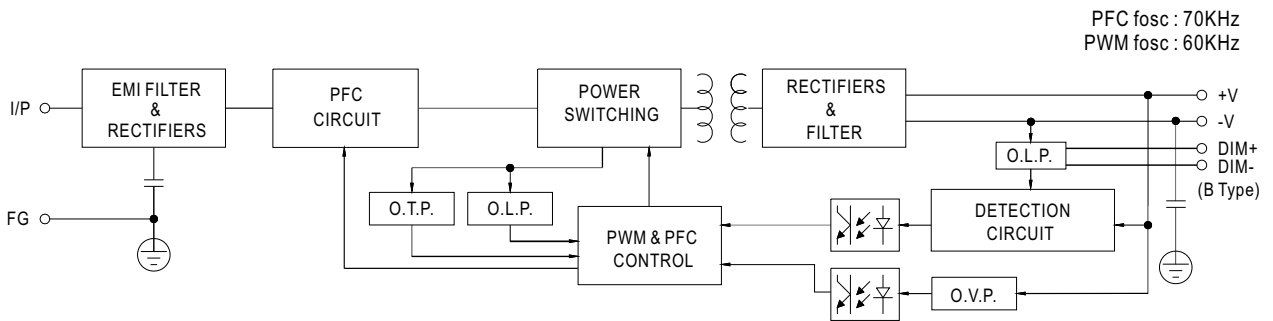 PFC fosc : 70KHz
PWM fosc : 60KHz
I/P
EMI FILTER
&
RECTIFIERS
PFC
CIRCUIT
POWER
SWITCHING
RECTIFIERS
&
FILTER
+V
-V
DIM+
DIM-
(B Type)
O.L.P.
FG
O.T.P.
O.L.P.
PWM & PFC
CONTROL
DETECTION
CIRCUIT
O.V.P.